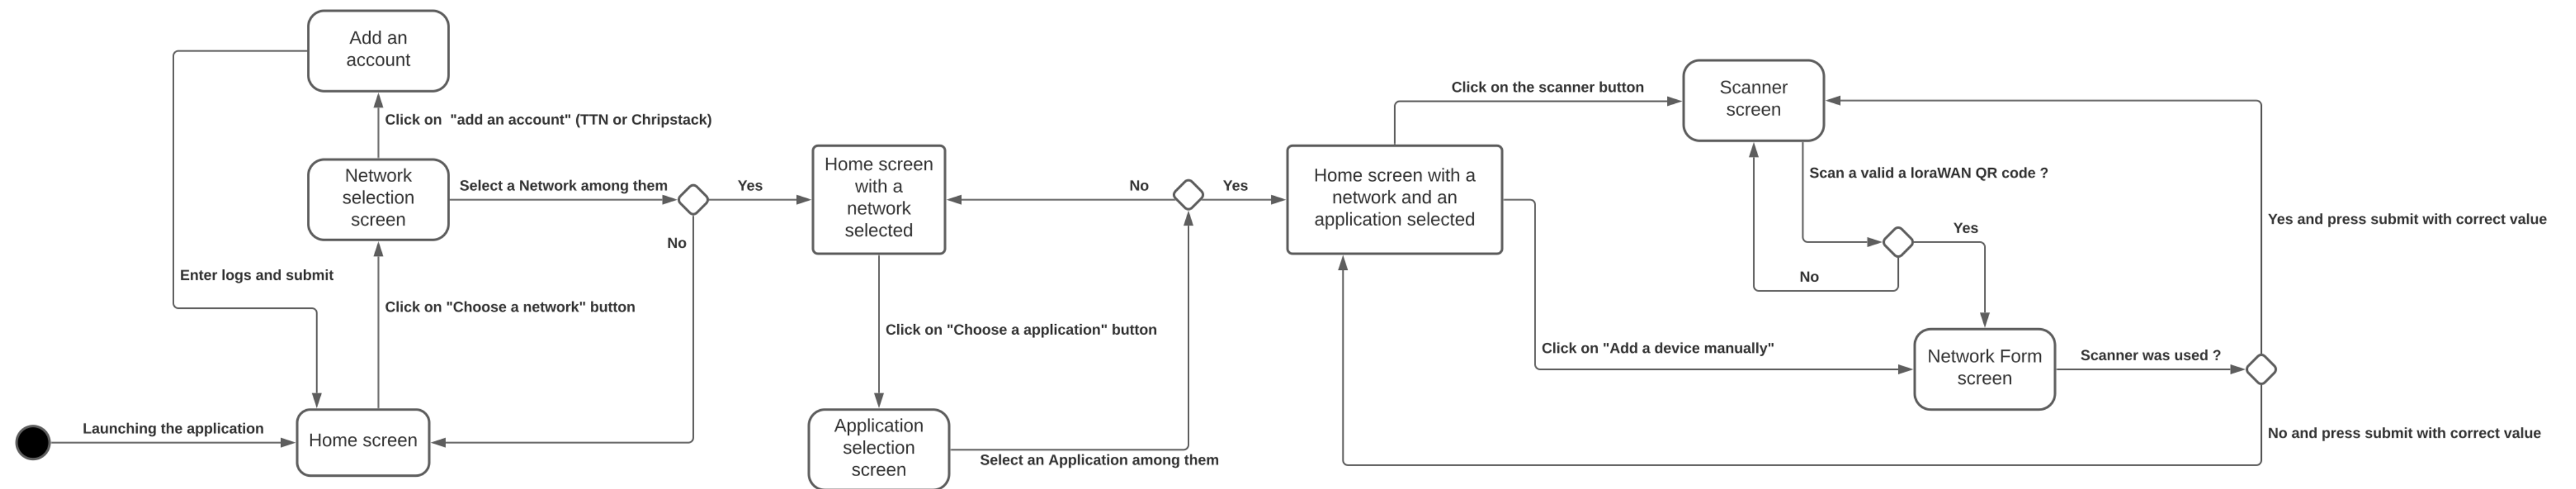 Add an
account
Click on "add an account" (TTN or Chripstack)
Network
selection
screen
Select a Network among them
Yes
No
Enter logs and submit
Click on "Choose a network" button
Launching the application
Home screen
Home screen
with a
network
selected
No
Yes
Click on "Choose a application" button
Application
selection
screen
Select an Application among them
Home screen with a
network and an
application selected
Click on the scanner button
Scanner
screen
Scan a valid a loraWAN QR code ?
Yes
No
Click on "Add a device manually"
Network Form
screen
Scanner was used ?
Yes and press submit with correct value
No and press submit with correct value